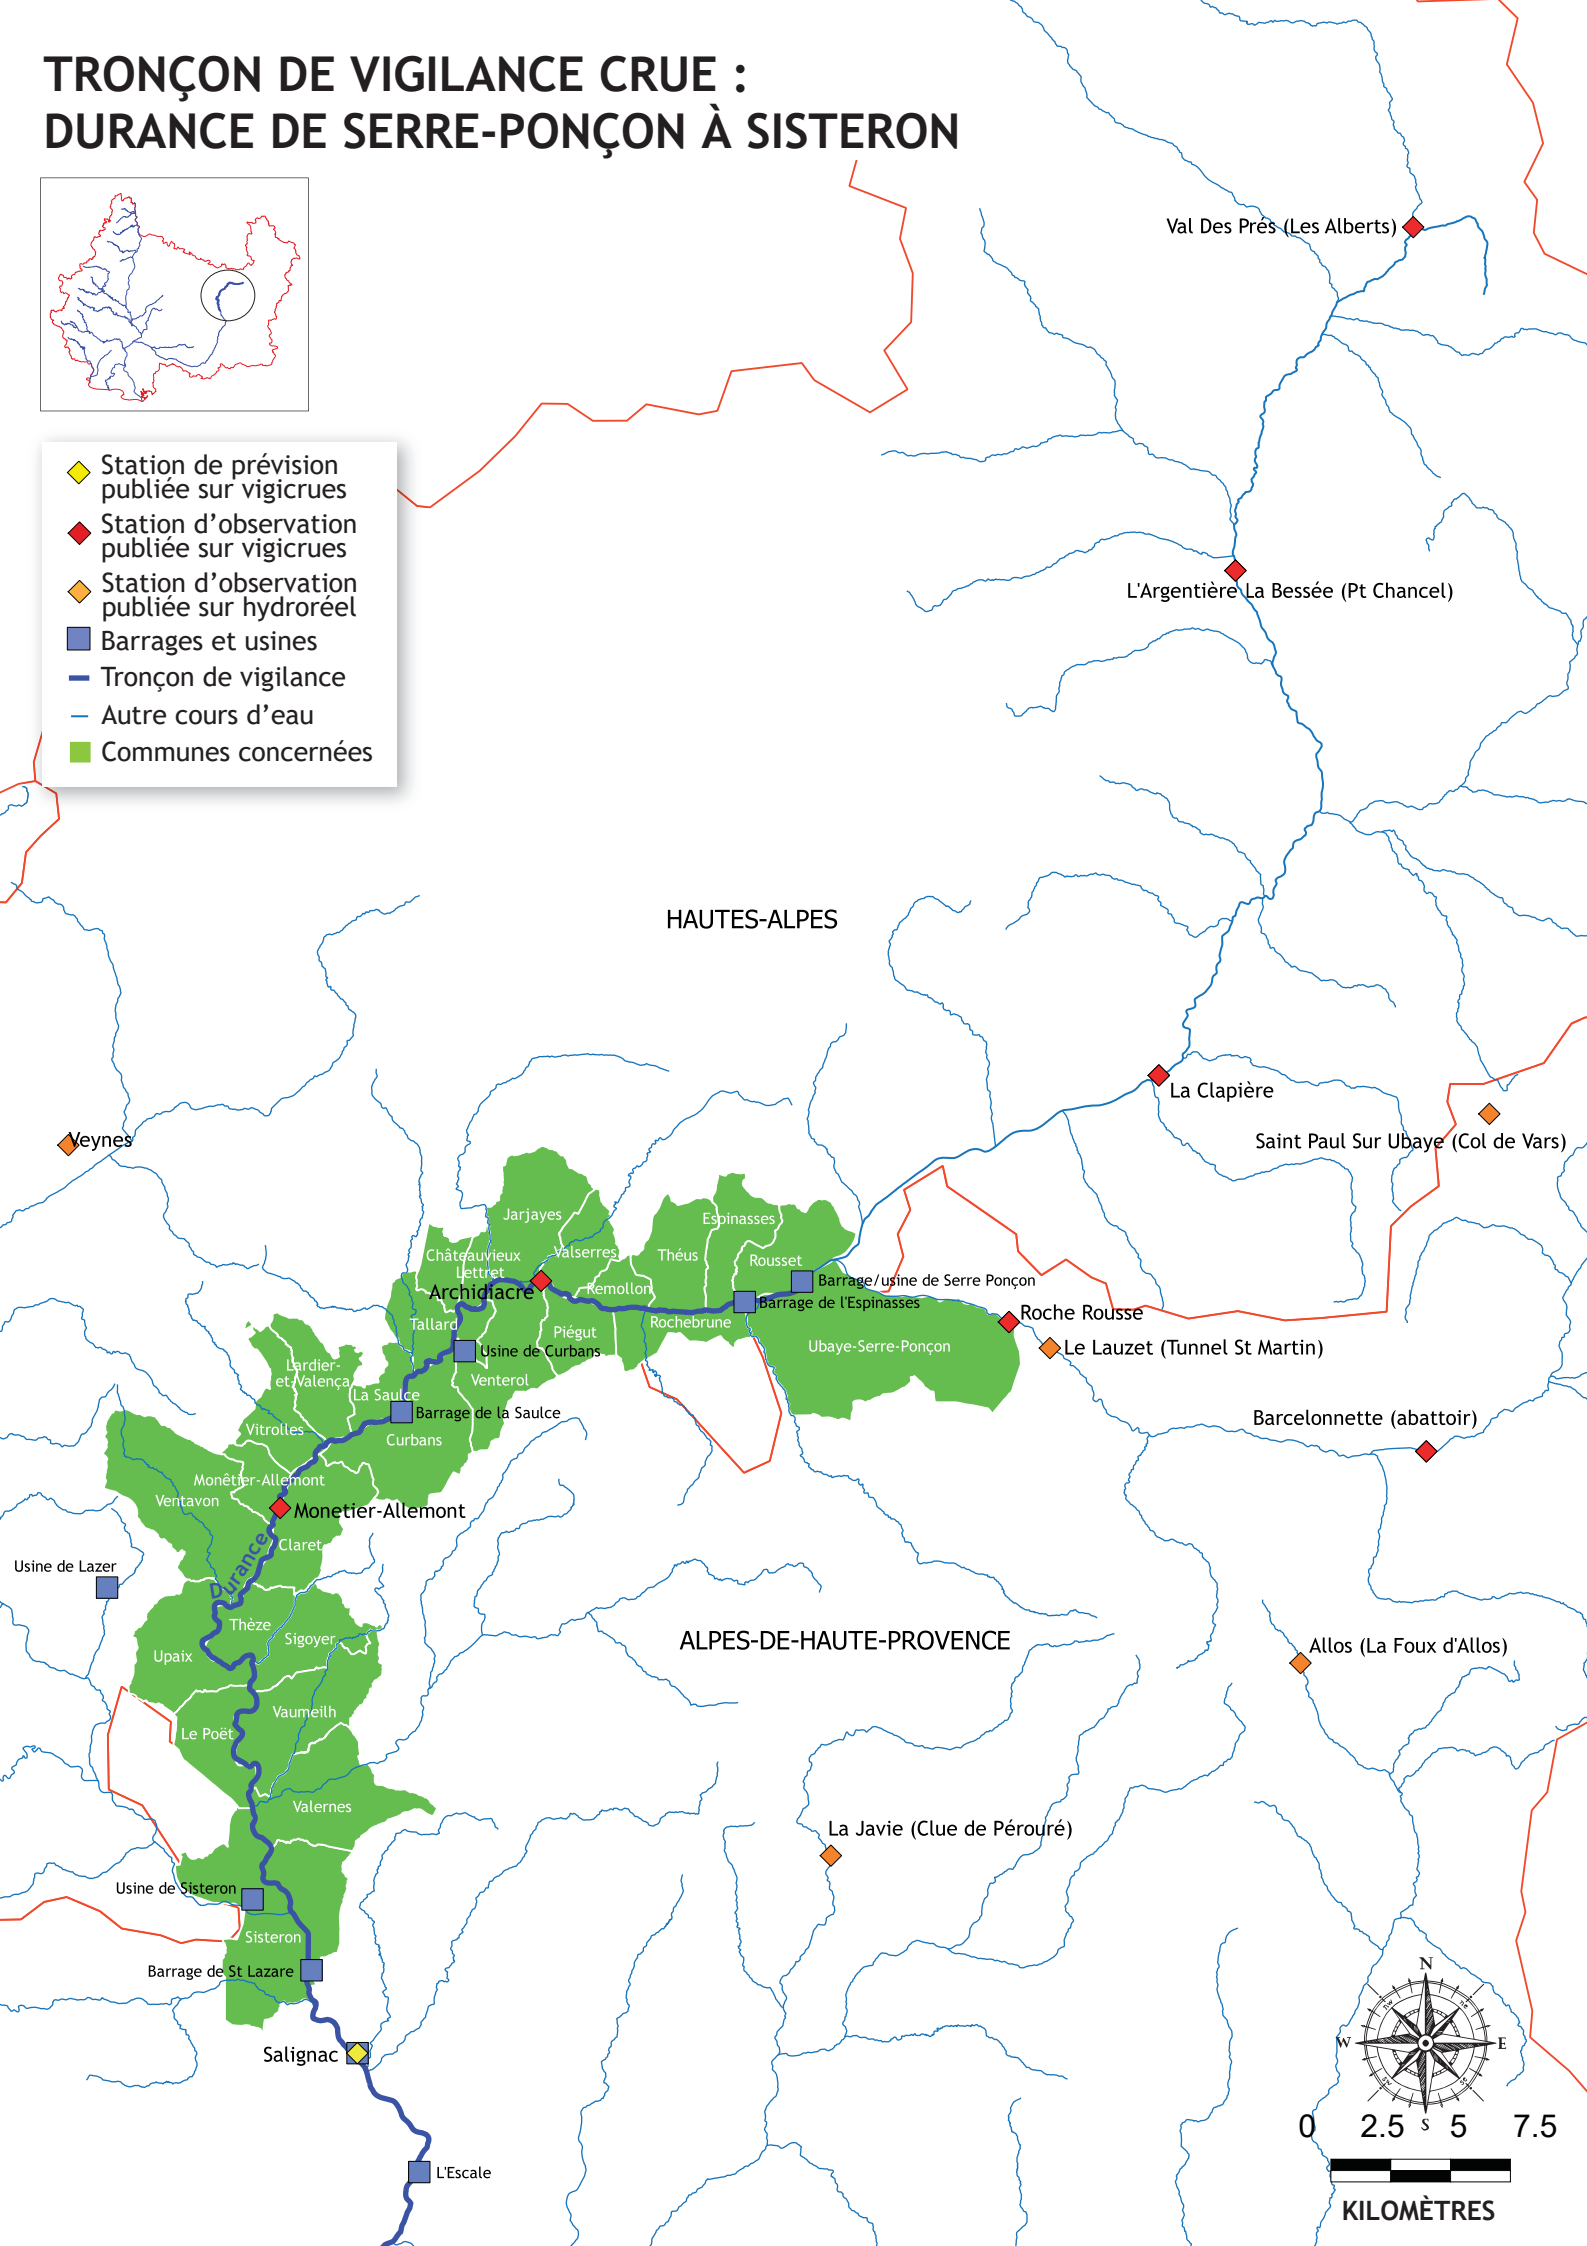 TRONÇON DE VIGILANCE CRUE :
DURANCE DE SERRE-PONÇON À SISTERON
Station de prévision
publiée sur vigicrues
Station d’observation
publiée sur vigicrues
Station d’observation
publiée sur hydroréel
Barrages et usines
Tronçon de vigilance
Autre cours d’eau
Communes concernées
Val Des Prés (Les Alberts)
L'Argentière La Bessée (Pt Chancel)
HAUTES-ALPES
La Clapière
Saint Paul Sur Ubaye (Col de Vars)
Veynes
Jarjayes
Espinasses
Châteauvieux
Valserres
Théus
Rousset
Lettret
Archidiacre
Remollon
Barrage/usine de Serre Ponçon
Barrage de l'Espinasses
Roche Rousse
Tallard
Piégut
Rochebrune
Usine de Curbans
Ubaye-Serre-Ponçon
Le Lauzet (Tunnel St Martin)
Lardier-
et-Valença
Venterol
La Saulce
Barrage de la Saulce
Barcelonnette (abattoir)
Vitrolles
Curbans
Monêtier-Allemont
Ventavon
Monetier-Allemont
Claret
Durance
Usine de Lazer
Thèze
Sigoyer
Upaix
ALPES-DE-HAUTE-PROVENCE
Allos (La Foux d'Allos)
Vaumeilh
Le Poët
Valernes
La Javie (Clue de Pérouré)
Usine de Sisteron
Sisteron
Barrage de St Lazare
Salignac
L'Escale
N
nw
ne
W
E
sw
se
S
0 2.5 5 7.5
KILOMÈTRES